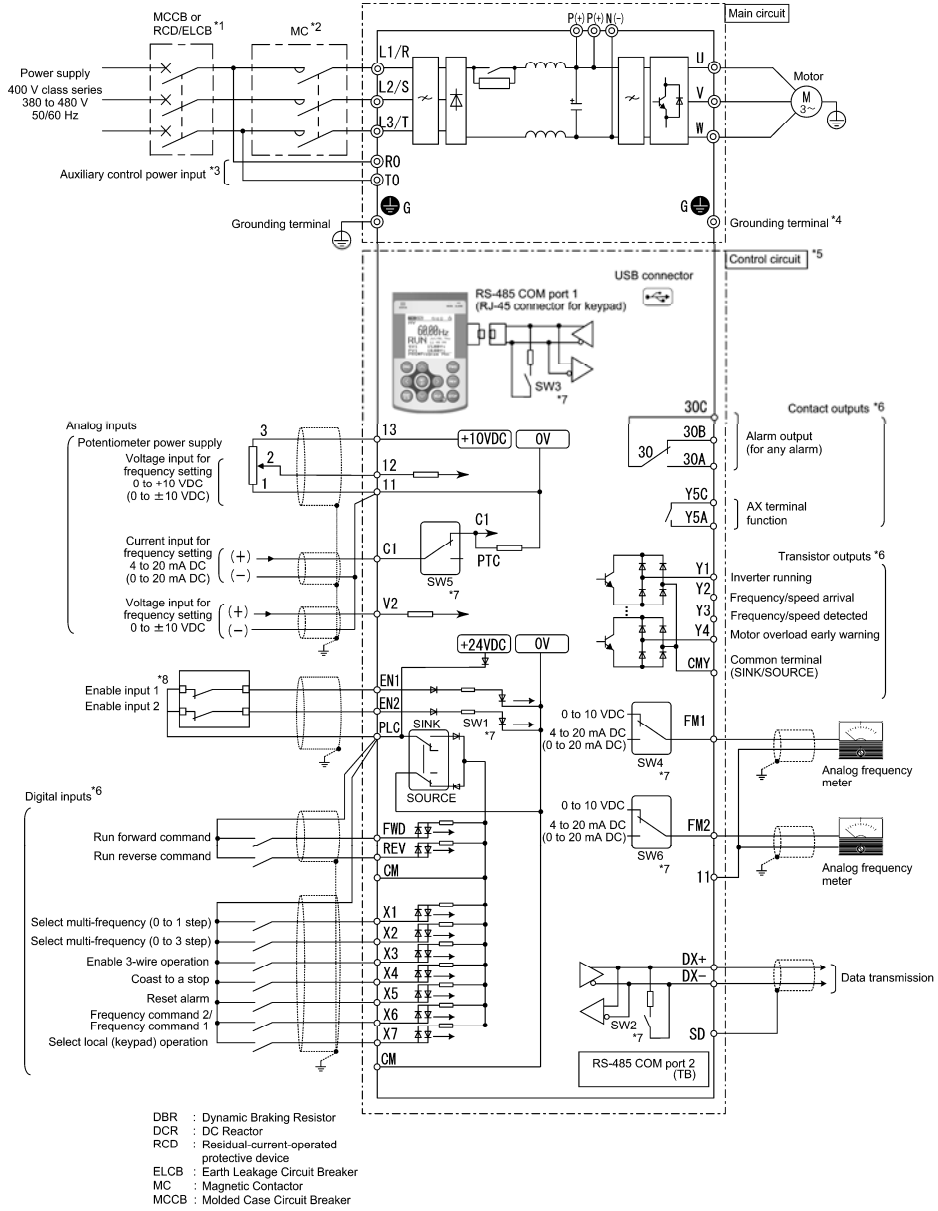 MCCB or
RCD/ELCB *1
MC *2
P(+) P(+) N(-)
Main circuit
Power supply
400 V class series
380 to 480 V
50/60 Hz
L1/R
L2/S
L3/T
U
V
W
Motor
M
3~
Auxiliary control power input *3
R0
T0
G
G
Grounding terminal
Grounding terminal *4
Control circuit *5
USB connector
RS-485 COM port 1
(RJ-45 connector for keypad)
60.00Hz
RUN
SW3
*7
Analog inputs
Potentiometer power supply
Voltage input for
frequency setting
0 to +10 VDC
(0 to ±10 VDC)
3
2
1
13
12
11
+10VDC
0V
Current input for
frequency setting
4 to 20 mA DC
(0 to 20 mA DC)
(+)
(-)
C1
SW5
*7
C1
PTC
Voltage input for
frequency setting
0 to ±10 VDC
(+)
(-)
V2
+24VDC
0V
*8
Enable input 1
Enable input 2
EN1
EN2
PLC
SINK
SW1
*7
SOURCE
Digital inputs *6
Run forward command
Run reverse command
FWD
REV
CM
Select multi-frequency (0 to 1 step)
Select multi-frequency (0 to 3 step)
Enable 3-wire operation
Coast to a stop
Reset alarm
Frequency command 2/
Frequency command 1
Select local (keypad) operation
X1
X2
X3
X4
X5
X6
X7
CM
Contact outputs *6
30C
30B
30
30A
Alarm output
(for any alarm)
Y5C
Y5A
AX terminal
function
Transistor outputs *6
Y1
Y2
Y3
Y4
CMY
Inverter running
Frequency/speed arrival
Frequency/speed detected
Motor overload early warning
Common terminal
(SINK/SOURCE)
0 to 10 VDC
4 to 20 mA DC
(0 to 20 mA DC)
SW4
*7
FM1
Analog frequency
meter
0 to 10 VDC
4 to 20 mA DC
(0 to 20 mA DC)
SW6
*7
FM2
11
Analog frequency
meter
DX+
DX-
Data transmission
SW2
*7
SD
RS-485 COM port 2
(TB)
DBR : Dynamic Braking Resistor
DCR : DC Reactor
RCD : Residual-current-operated
protective device
ELCB : Earth Leakage Circuit Breaker
MC : Magnetic Contactor
MCCB : Molded Case Circuit Breaker